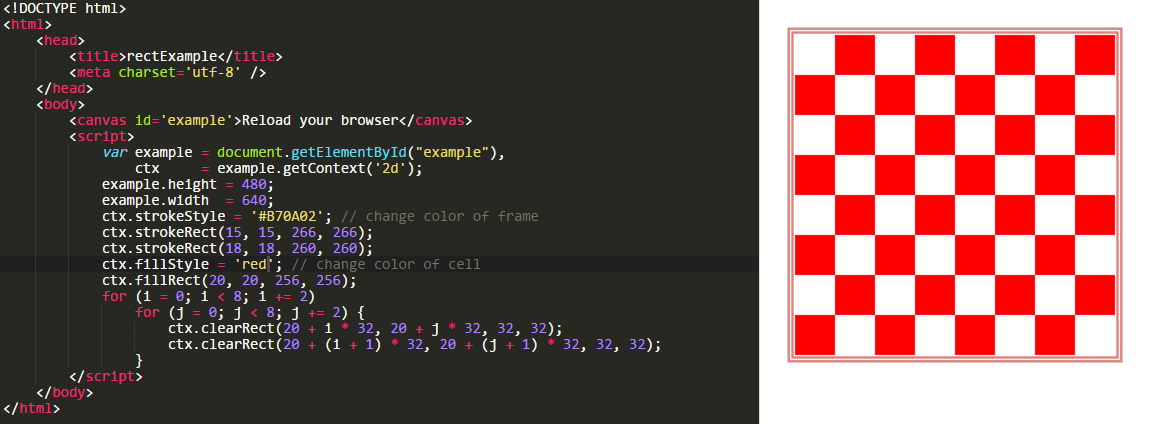 <!DOCTYPE html>
<html>
    <head>
        <title>rectExample</title>
        <meta charset='utf-8' />
    </head>
    <body>
        <canvas id='example'>Reload your browser</canvas>
        <script>
            var example = document.getElementById("example"),
                ctx     = example.getContext('2d');
            example.height = 480;
            example.width  = 640;
            ctx.strokeStyle = '#B70A02'; // change color of frame
            ctx.strokeRect(15, 15, 266, 266);
            ctx.strokeRect(18, 18, 260, 260);
            ctx.fillStyle = 'red'; // change color of cell
            ctx.fillRect(20, 20, 256, 256);
            for (i = 0; i < 8; i += 2)
                for (j = 0; j < 8; j += 2) {
                    ctx.clearRect(20 + i * 32, 20 + j * 32, 32, 32);
                    ctx.clearRect(20 + (i + 1) * 32, 20 + (j + 1) * 32, 32, 32);
                }
        </script>
    </body>
</html>